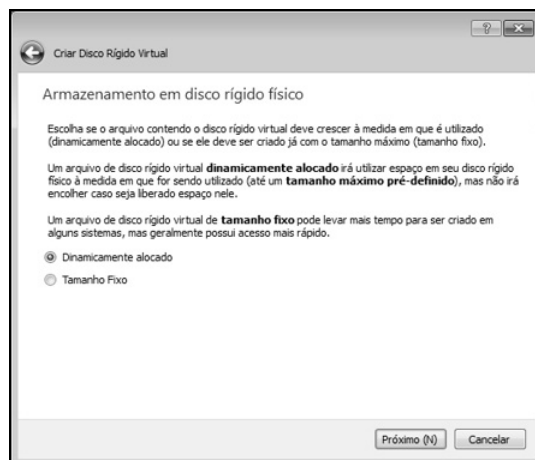 ?
Criar Disco Rígido Virtual
Armazenamento em disco rígido físico
Escolha se o arquivo contendo o disco rígido virtual deve crescer à medida em que é utilizado
(dinamicamente alocado) ou se ele deve ser criado já com o tamanho máximo (tamanho fixo).
Um arquivo de disco rígido virtual dinamicamente alocado irá utilizar espaço em seu disco rígido
físico à medida em que for sendo utilizado (até um tamanho máximo pré-definido), mas não irá
encolher caso seja liberado espaço nele.
Um arquivo de disco rígido virtual de tamanho fixo pode levar mais tempo para ser criado em
alguns sistemas, mas geralmente possui acesso mais rápido.
Dinamicamente alocado
Tamanho Fixo
Próximo (N) Cancelar